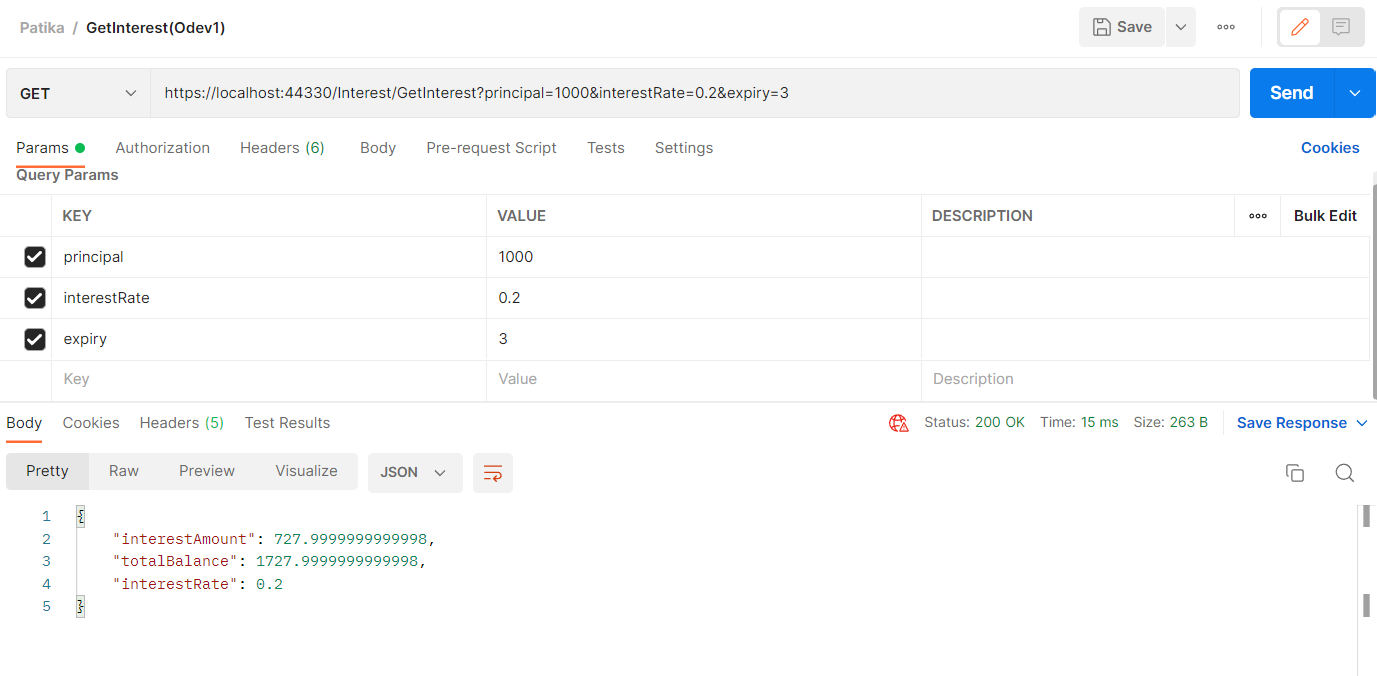 Patika / GetInterest(Odev1)
Save
GET
https://localhost:44330/Interest/GetInterest?principal=1000&interestRate=0.2&expiry=3
Send
Params Authorization Headers (6) Body Pre-request Script Tests Settings Cookies
Query Params
KEY VALUE DESCRIPTION ooo Bulk Edit
principal 1000
interestRate 0.2
expiry 3
Key Value Description
Body Cookies Headers (5) Test Results Status: 200 OK Time: 15 ms Size: 263 B Save Response
Pretty Raw Preview Visualize JSON
1 {
2 "interestAmount": 727.9999999999998,
3 "totalBalance": 1727.9999999999998,
4 "interestRate": 0.2
5 }